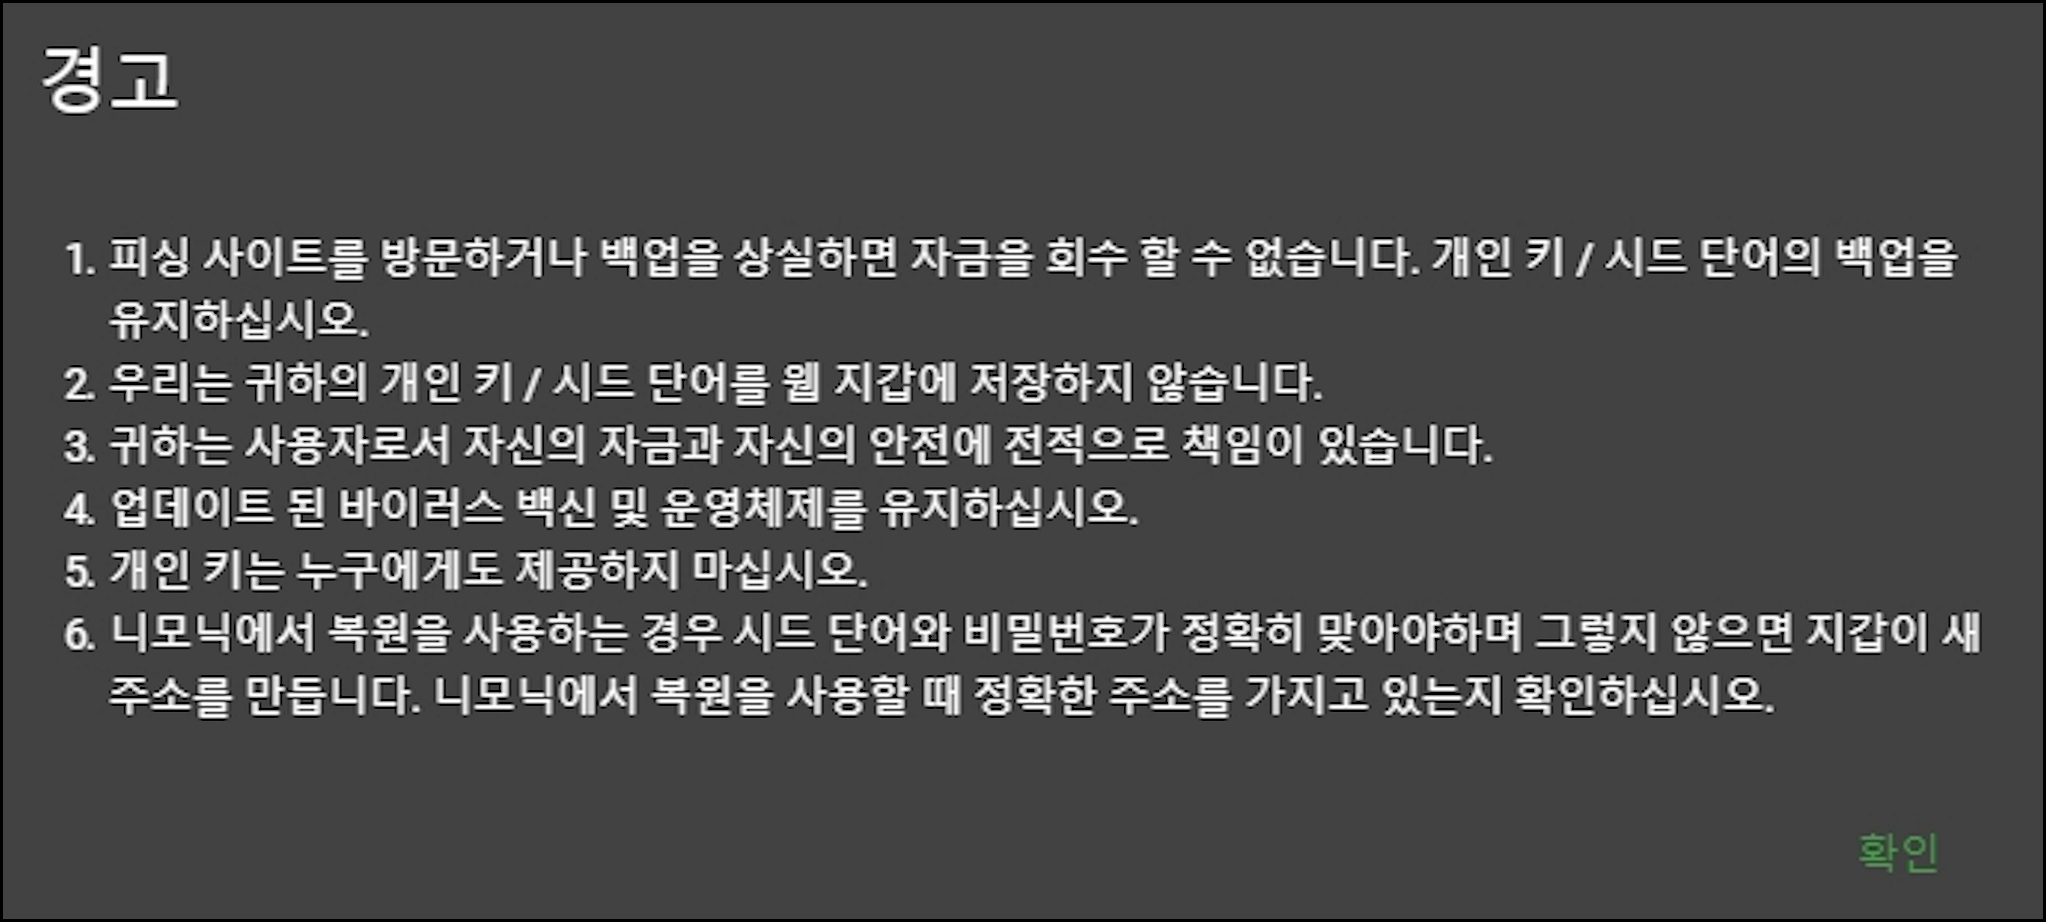 경고
1. 피싱 사이트를 방문하거나 백업을 상실하면 자금을 회수 할 수 없습니다. 개인 키 / 시드 단어의 백업을
유지하십시오.
2. 우리는 귀하의 개인 키 / 시드 단어를 웹 지갑에 저장하지 않습니다.
3. 귀하는 사용자로서 자신의 자금과 자신의 안전에 전적으로 책임이 있습니다.
4. 업데이트 된 바이러스 백신 및 운영체제를 유지하십시오.
5. 개인 키는 누구에게도 제공하지 마십시오.
6. 니모닉에서 복원을 사용하는 경우 시드 단어와 비밀번호가 정확히 맞아야하며 그렇지 않으면 지갑이 새
주소를 만듭니다. 니모닉에서 복원을 사용할 때 정확한 주소를 가지고 있는지 확인하십시오.
확인